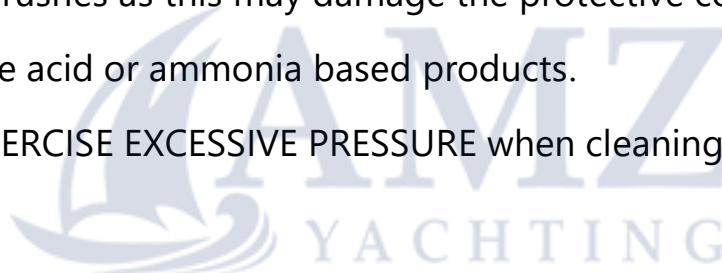 rushes as this may damage the protective co
e acid or ammonia based products.
ERCISE EXCESSIVE PRESSURE when cleaning
AMZ
YACHTING